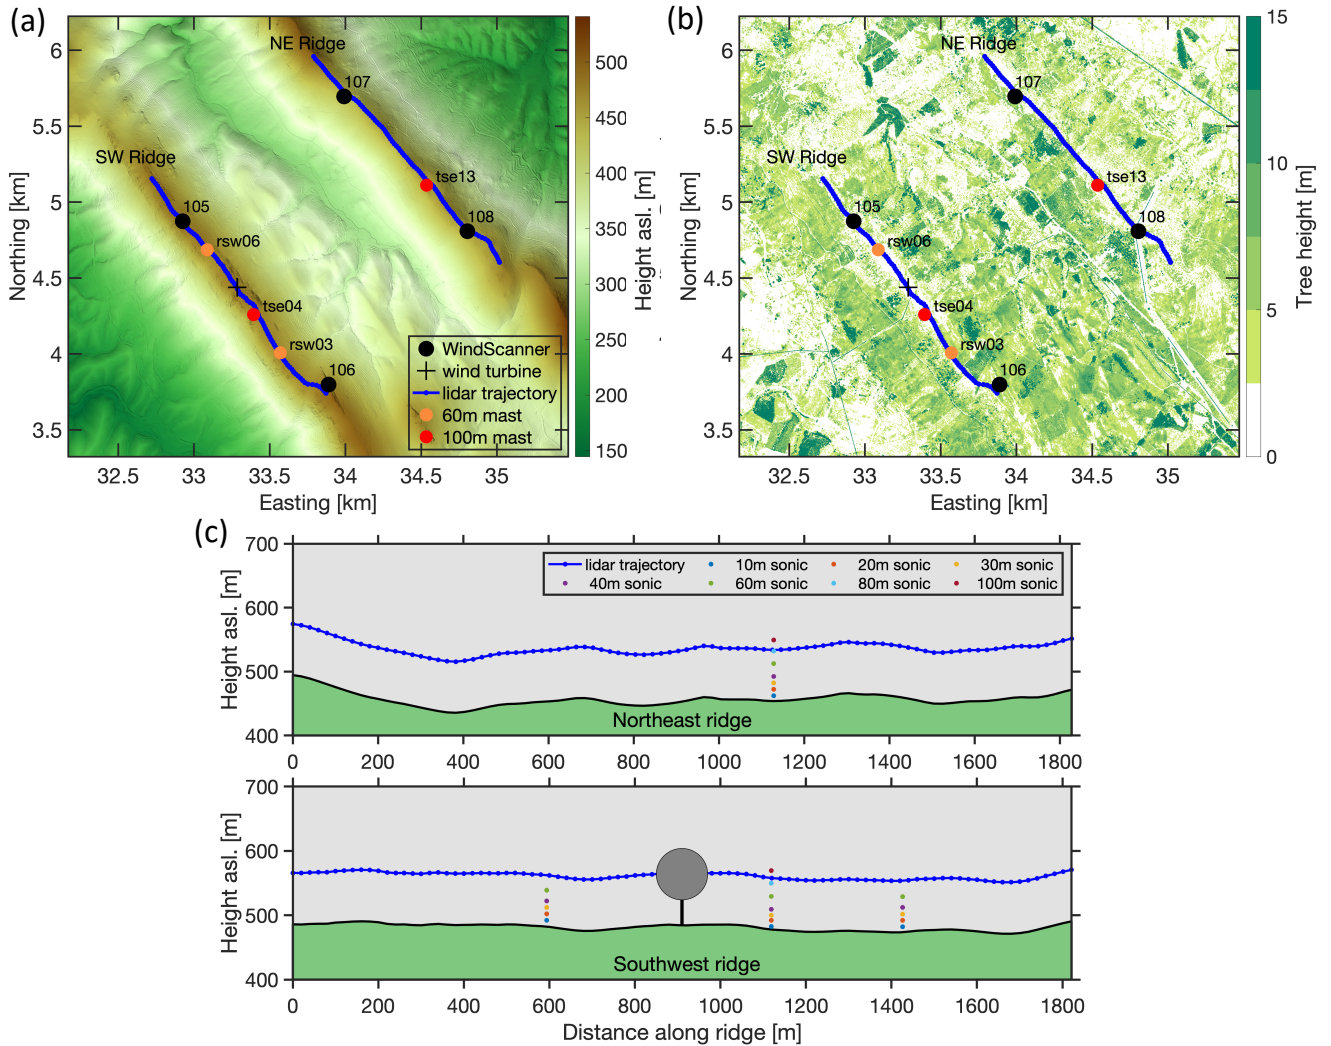 (a)
NE Ridge
107
SW Ridge
tse13
105
108
rsw06
tse04
rsw03
106
WindScanner
wind turbine
lidar trajectory
60m mast
100m mast
6
5.5
5
4.5
4
3.5
Northing [km]
32.5 33 33.5 34 34.5 35
Easting [km]
500
450
400
350
300
250
200
150
Height asl. [m]
(b)
NE Ridge
107
SW Ridge
tse13
105
108
rsw06
tse04
rsw03
106
6
5.5
5
4.5
4
3.5
Northing [km]
32.5 33 33.5 34 34.5 35
Easting [km]
15
10
5
0
Tree height [m]
(c)
700
600
500
400
Height asl. [m]
lidar trajectory 10m sonic 20m sonic 30m sonic
40m sonic 60m sonic 80m sonic 100m sonic
Northeast ridge
0 200 400 600 800 1000 1200 1400 1600 1800
700
600
500
400
Height asl. [m]
Southwest ridge
0 200 400 600 800 1000 1200 1400 1600 1800
Distance along ridge [m]